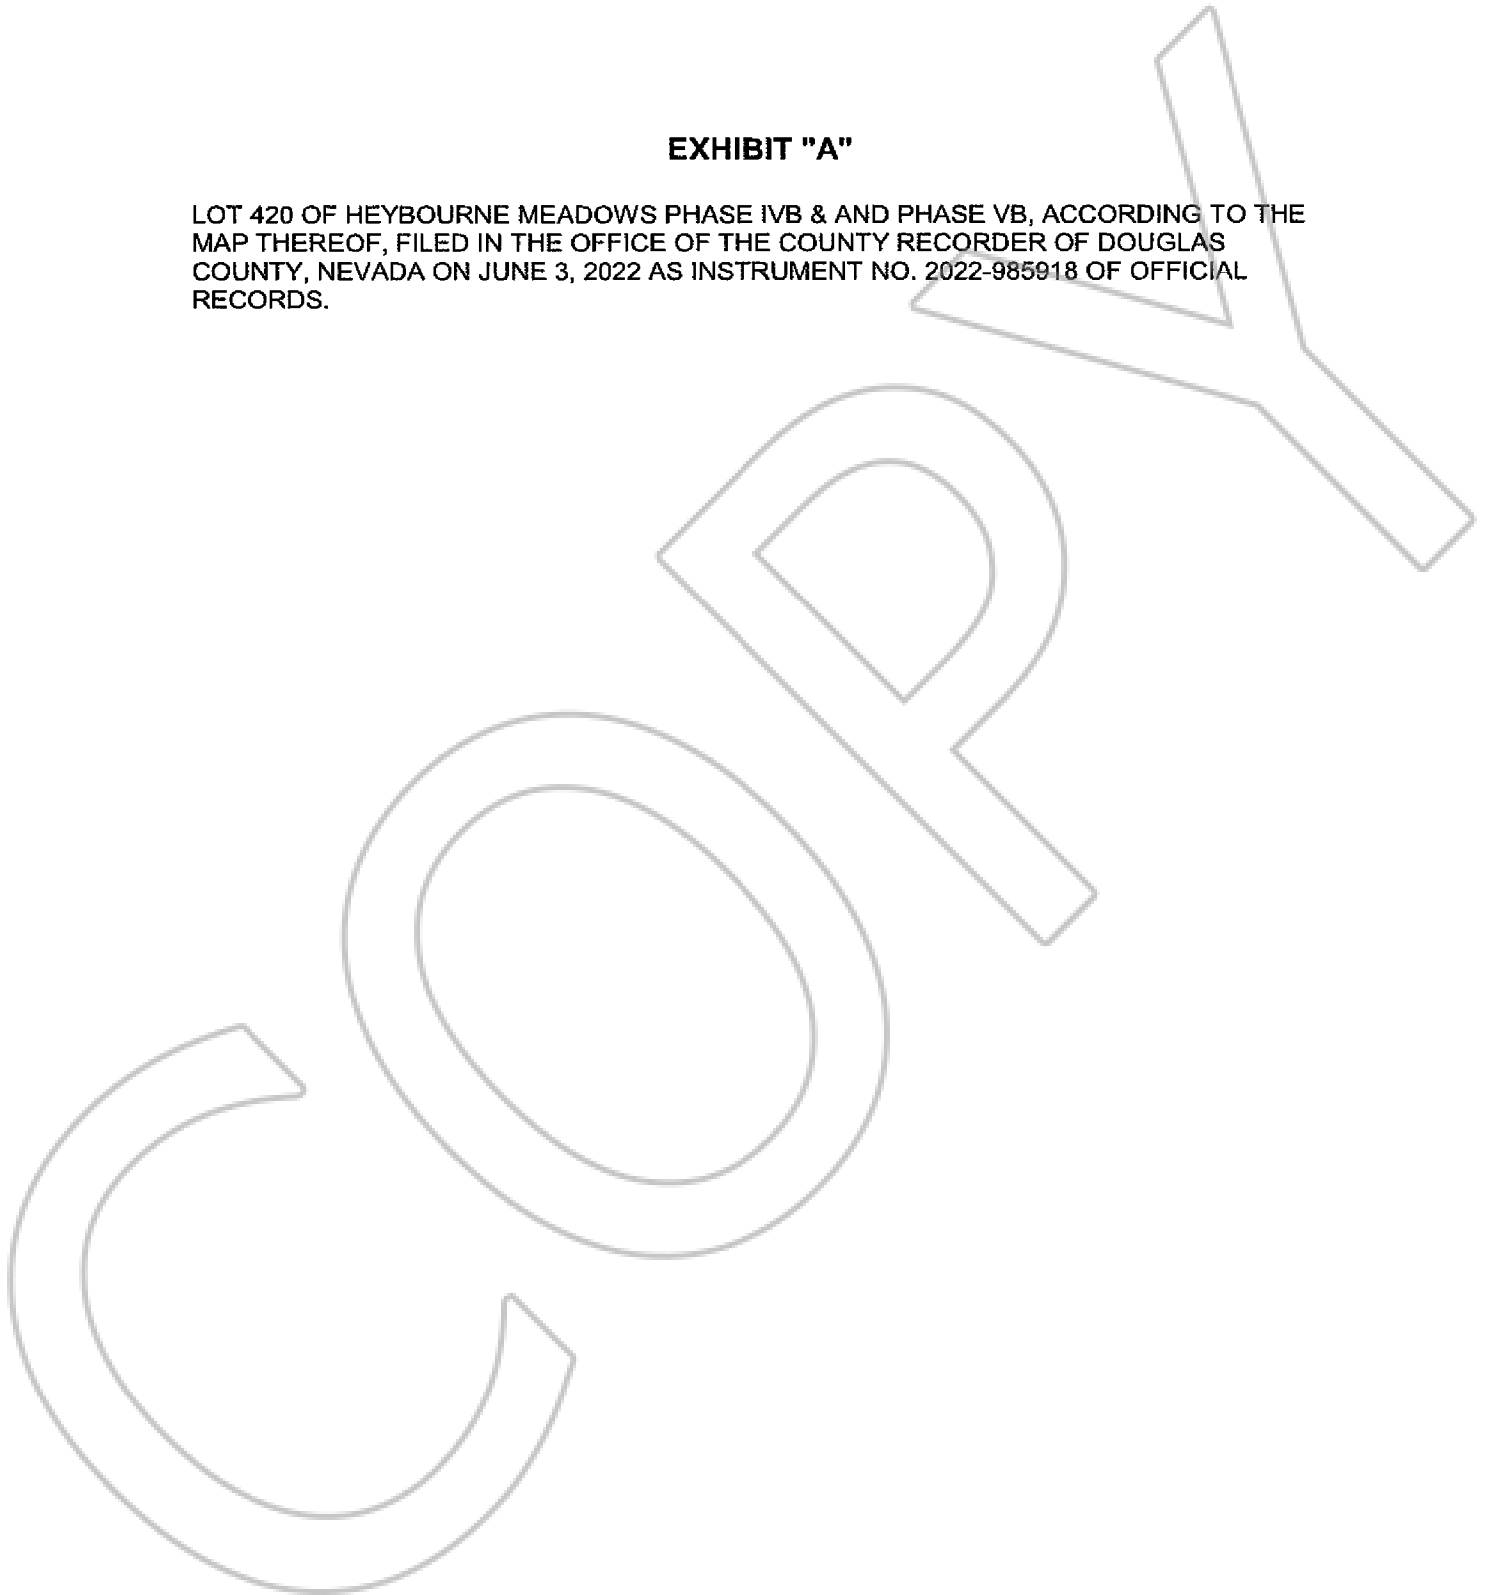 EXHIBIT "A"
LOT 420 OF HEYBOURNE MEADOWS PHASE IVB & AND PHASE VB, ACCORDING TO THE
MAP THEREOF, FILED IN THE OFFICE OF THE COUNTY RECORDER OF DOUGLAS
COUNTY, NEVADA ON JUNE 3, 2022 AS INSTRUMENT NO. 2022-985918 OF OFFICIAL
RECORDS.
COPY